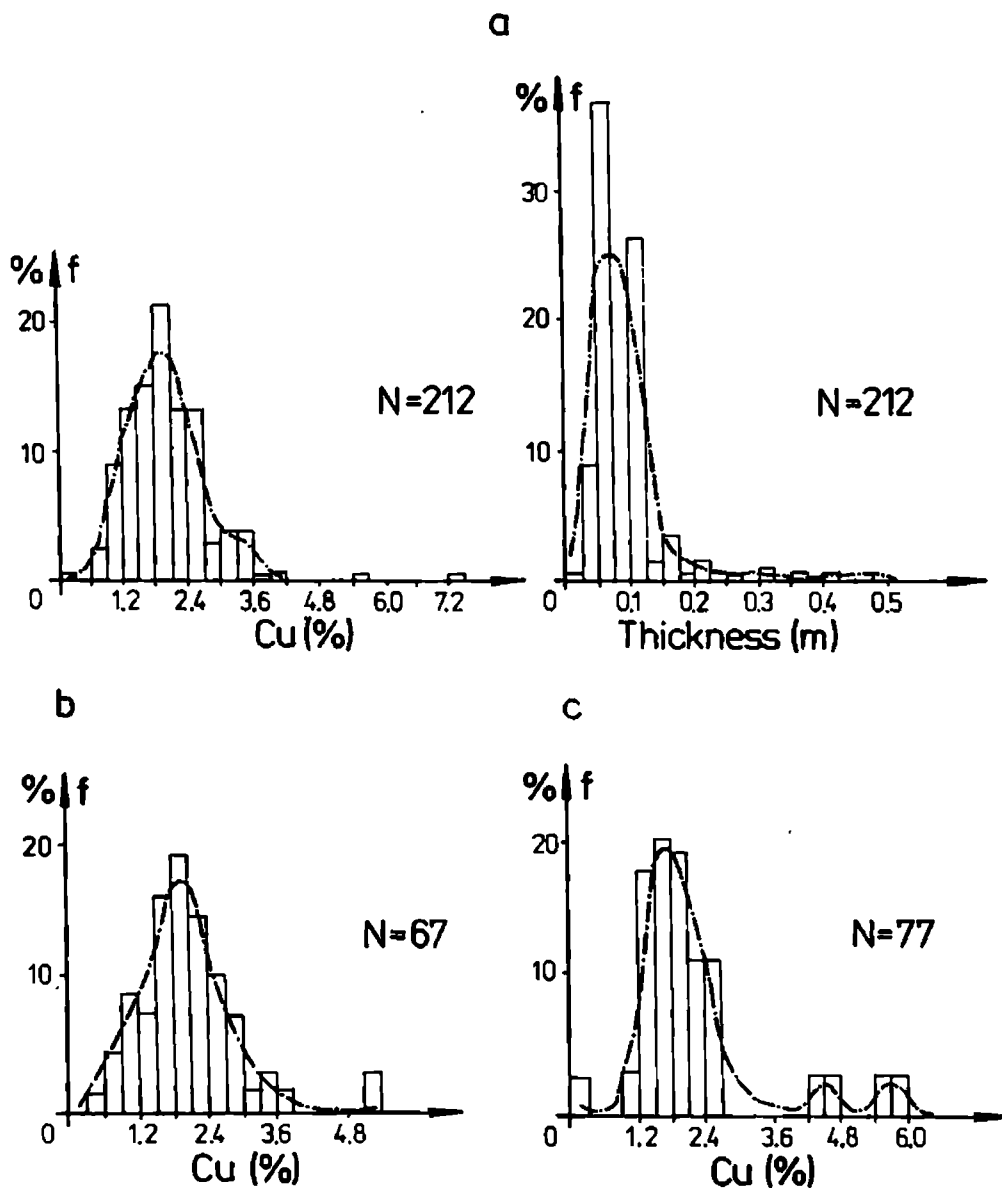 a
% f
% f
30
20
20
N=212
N=212
10
10
0 1.2 2.4 3.6 4.8 6.0 7.2
0 0.1 0.2 0.3 0.4 0.5
Cu (%)
Thickness (m)
b
c
% f
% f
20
20
N=67
N=77
10
10
0 1.2 2.4 3.6 4.8
0 1.2 2.4 3.6 4.8 6.0
Cu (%)
Cu (%)